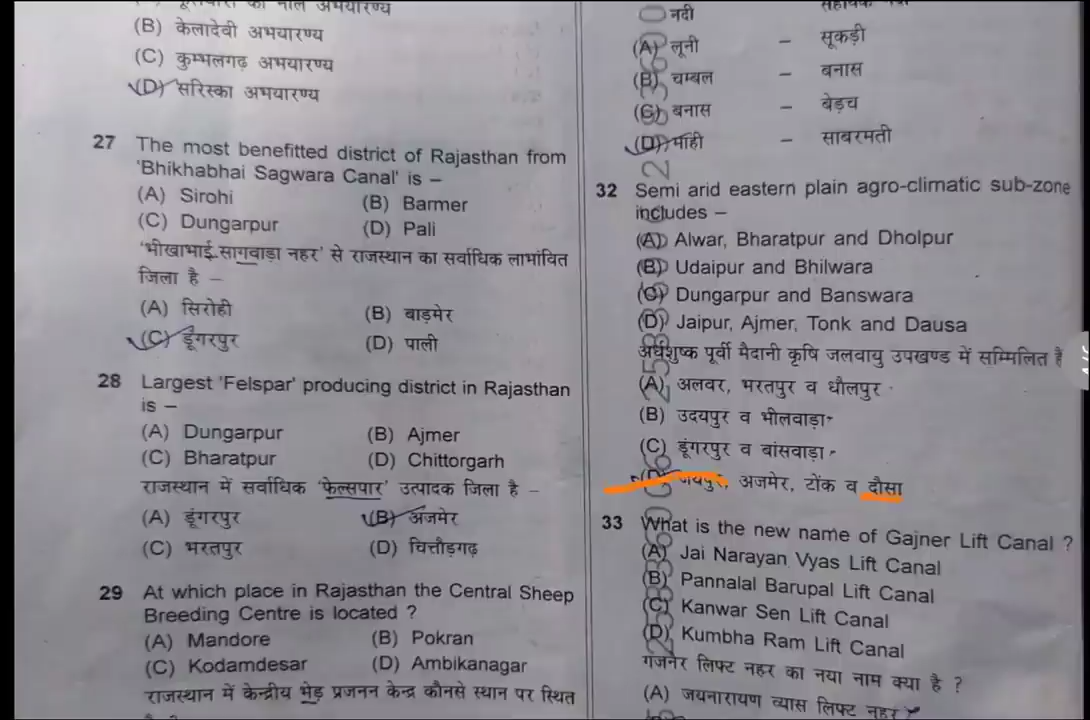 अभयारण्य
(B) केलादेवी अभयारण्य
(C) कुम्भलगढ़ अभयारण्य
(D) सरिस्का अभयारण्य
27 The most benefitted district of Rajasthan from
'Bhikhabhai Sagwara Canal' is –
(A) Sirohi (B) Barmer
(C) Dungarpur (D) Pali
'भीखाभाई सागवाड़ा नहर' से राजस्थान का सर्वाधिक लाभांवित
जिला है –
(A) सिरोही (B) बाड़मेर
(C) डूंगरपुर (D) पाली
28 Largest 'Felspar' producing district in Rajasthan
is –
(A) Dungarpur (B) Ajmer
(C) Bharatpur (D) Chittorgarh
राजस्थान में सर्वाधिक 'फेल्सपार' उत्पादक जिला है –
(A) डूंगरपुर (B) अजमेर
(C) भरतपुर (D) चित्तौड़गढ़
29 At which place in Rajasthan the Central Sheep
Breeding Centre is located ?
(A) Mandore (B) Pokran
(C) Kodamdesar (D) Ambikanagar
राजस्थान में केन्द्रीय भेड़ प्रजनन केन्द्र कौनसे स्थान पर स्थित
नदी
(A) लूनी – सूकड़ी
(B) चम्बल – बनास
(C) बनास – बेड़च
(D) माही – साबरमती
32 Semi arid eastern plain agro-climatic sub-zone
includes –
(A) Alwar, Bharatpur and Dholpur
(B) Udaipur and Bhilwara
(C) Dungarpur and Banswara
(D) Jaipur, Ajmer, Tonk and Dausa
अर्धशुष्क पूर्वी मैदानी कृषि जलवायु उपखण्ड में सम्मिलित है
(A) अलवर, भरतपुर व धौलपुर
(B) उदयपुर व भीलवाड़ा
(C) डूंगरपुर व बांसवाड़ा
(D) जयपुर, अजमेर, टोंक व दौसा
33 What is the new name of Gajner Lift Canal ?
(A) Jai Narayan Vyas Lift Canal
(B) Pannalal Barupal Lift Canal
(C) Kanwar Sen Lift Canal
(D) Kumbha Ram Lift Canal
गजनेर लिफ्ट नहर का नया नाम क्या है ?
(A) जयनारायण व्यास लिफ्ट नहर